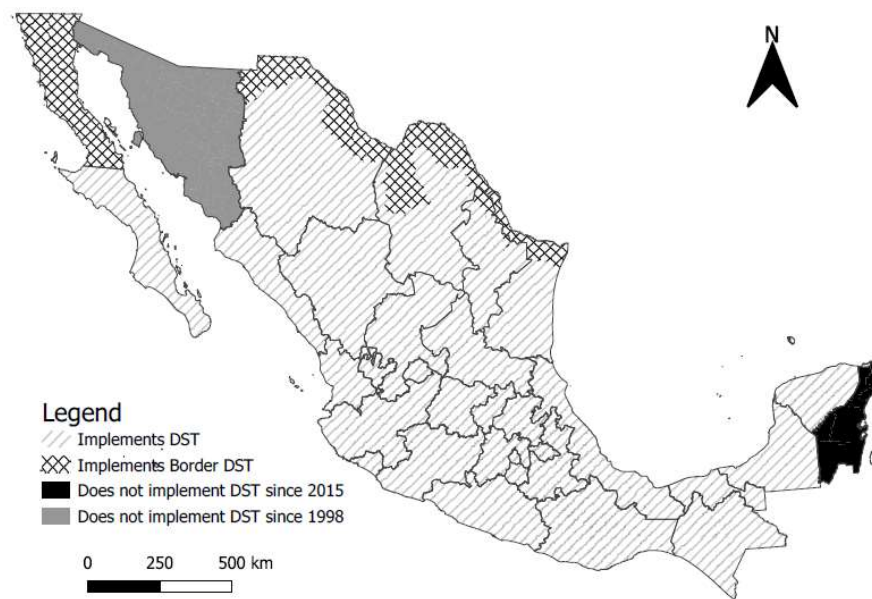 N
Legend
Implements DST
Implements Border DST
Does not implement DST since 2015
Does not implement DST since 1998
0 250 500 km